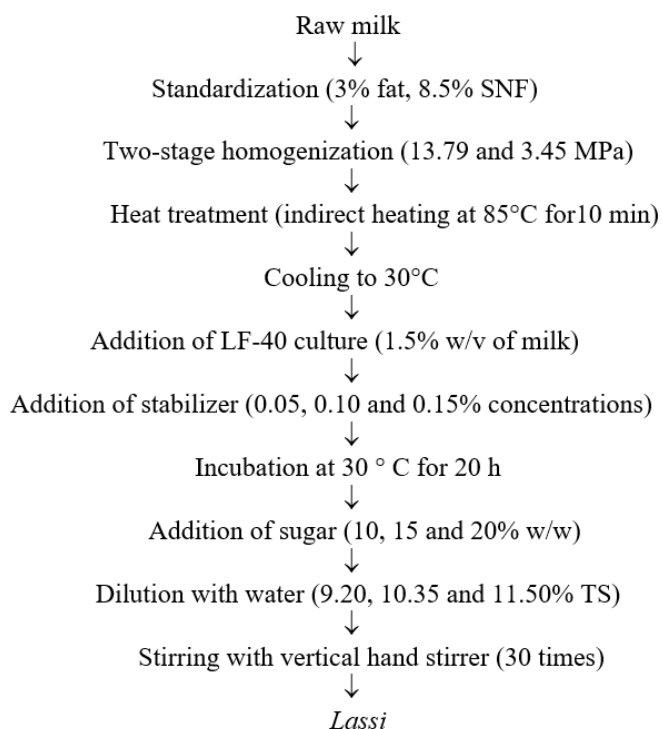 Raw milk
↓
Standardization (3% fat, 8.5% SNF)
↓
Two-stage homogenization (13.79 and 3.45 MPa)
↓
Heat treatment (indirect heating at 85°C for10 min)
↓
Cooling to 30°C
↓
Addition of LF-40 culture (1.5% w/v of milk)
↓
Addition of stabilizer (0.05, 0.10 and 0.15% concentrations)
↓
Incubation at 30 ° C for 20 h
↓
Addition of sugar (10, 15 and 20% w/w)
↓
Dilution with water (9.20, 10.35 and 11.50% TS)
↓
Stirring with vertical hand stirrer (30 times)
↓
Lassi